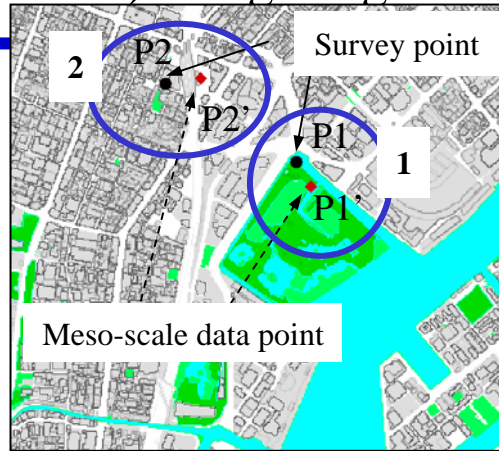 Survey point
2
P2
P2'
P1
1
P1'
Meso-scale data point